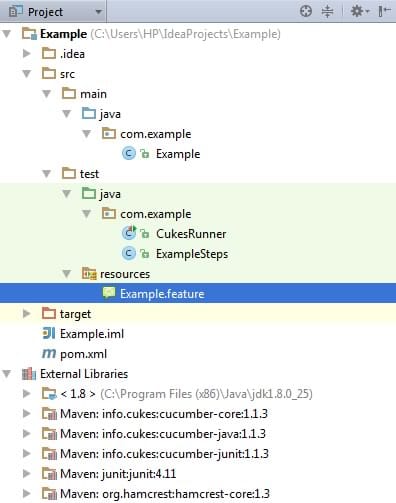 Project
Example (C:\Users\HP\IdeaProjects\Example)
.idea
src
main
java
com.example
Example
test
java
com.example
CukesRunner
ExampleSteps
resources
Example.feature
target
Example.iml
pom.xml
External Libraries
< 1.8 > (C:\Program Files (x86)\Java\jdk1.8.0_25)
Maven: info.cukes:cucumber-core:1.1.3
Maven: info.cukes:cucumber-java:1.1.3
Maven: info.cukes:cucumber-junit:1.1.3
Maven: junit:junit:4.11
Maven: org.hamcrest:hamcrest-core:1.3